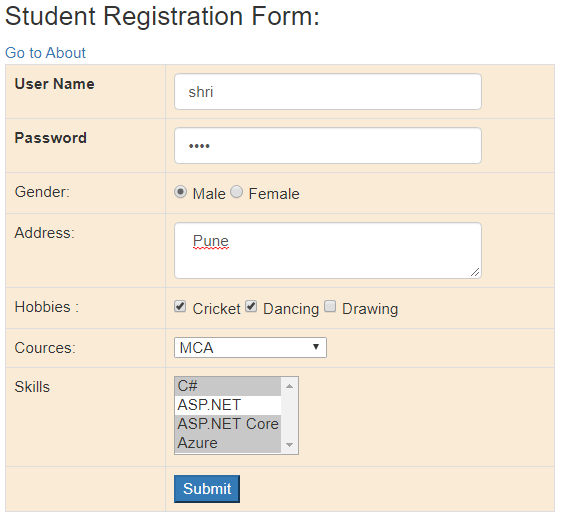 Student Registration Form:
Go to About
User Name shri
Password ••••
Gender: Male Female
Address: Pune
Hobbies : Cricket Dancing Drawing
Cources: MCA
Skills C#
ASP.NET
ASP.NET Core
Azure
Submit